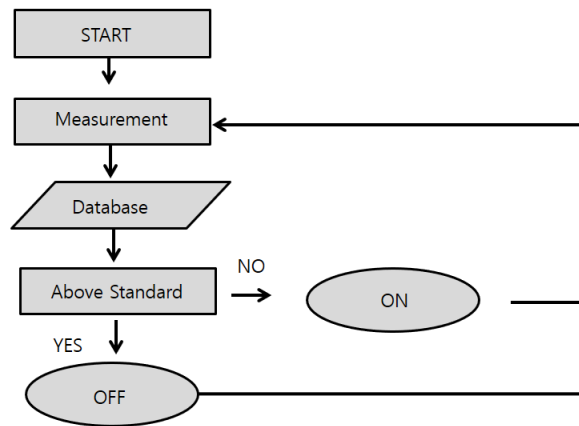 START
Measurement
Database
Above Standard
NO
ON
YES
OFF